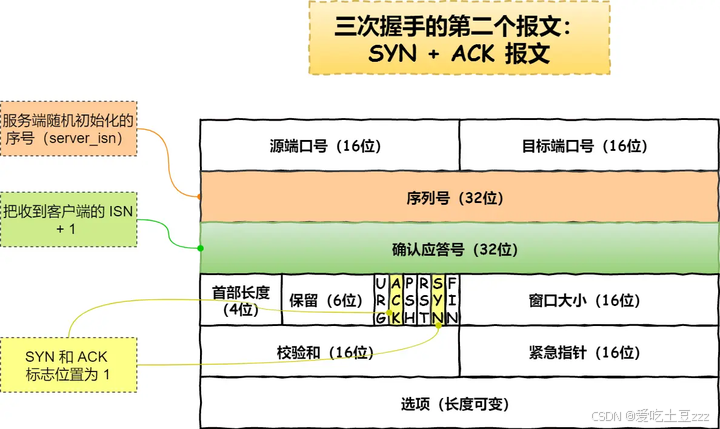 三次握手的第二个报文：
SYN + ACK 报文
服务端随机初始化的
序号（server_isn）
源端口号（16位）
目标端口号（16位）
序列号（32位）
把收到客户端的 ISN
+ 1
确认应答号（32位）
首部长度
（4位）
保留（6位）
URG
ACK
PSH
RST
SYN
FIN
窗口大小（16位）
SYN 和 ACK
标志位置为 1
校验和（16位）
紧急指针（16位）
选项（长度可变）
CSDN @爱吃土豆zzz